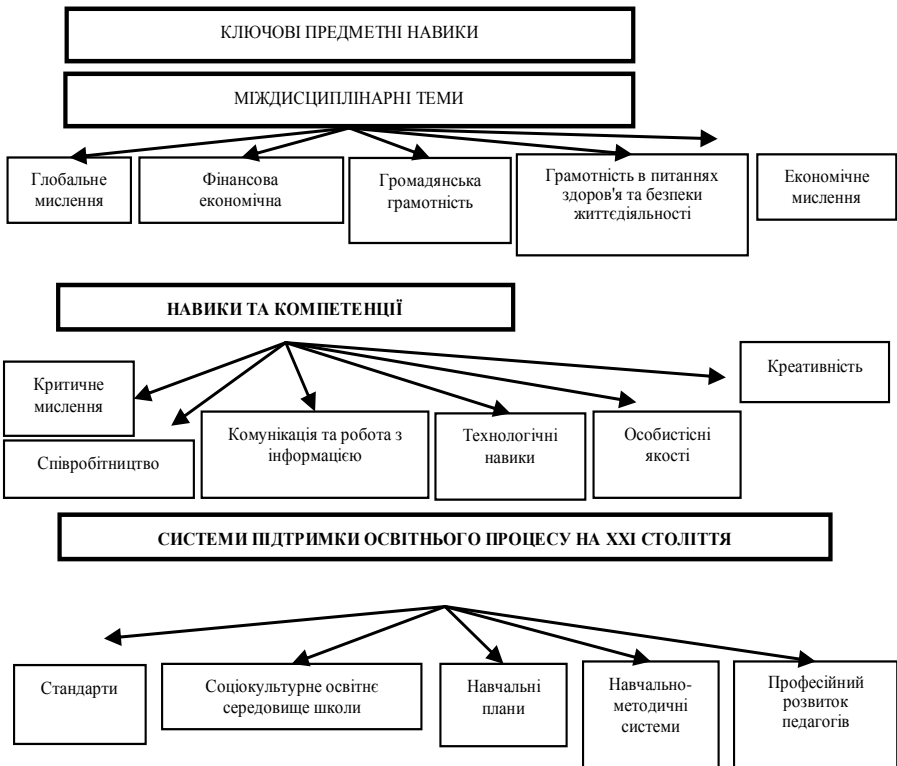 КЛЮЧОВІ ПРЕДМЕТНІ НАВИКИ
МІЖДИСЦИПЛІНАРНІ ТЕМИ
Глобальне
мислення
Фінансова
економічна
Громадянська
грамотність
Грамотність в питаннях
здоров'я та безпеки
життєдіяльності
Економічне
мислення
НАВИКИ ТА КОМПЕТЕНЦІЇ
Критичне
мислення
Співробітництво
Комунікація та робота з
інформацією
Технологічні
навики
Особистісні
якості
Креативність
СИСТЕМИ ПІДТРИМКИ ОСВІТНЬОГО ПРОЦЕСУ НА ХХІ СТОЛІТТЯ
Стандарти
Соціокультурне освітнє
середовище школи
Навчальні
плани
Навчально-
методичні
системи
Професійний
розвиток
педагогів